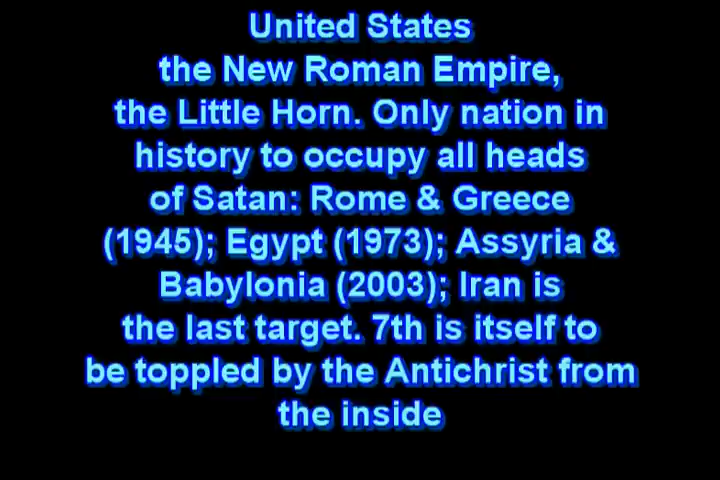 United States
the New Roman Empire,
the Little Horn. Only nation in
history to occupy all heads
of Satan: Rome & Greece
(1945); Egypt (1973); Assyria &
Babylonia (2003); Iran is
the last target. 7th is itself to
be toppled by the Antichrist from
the inside